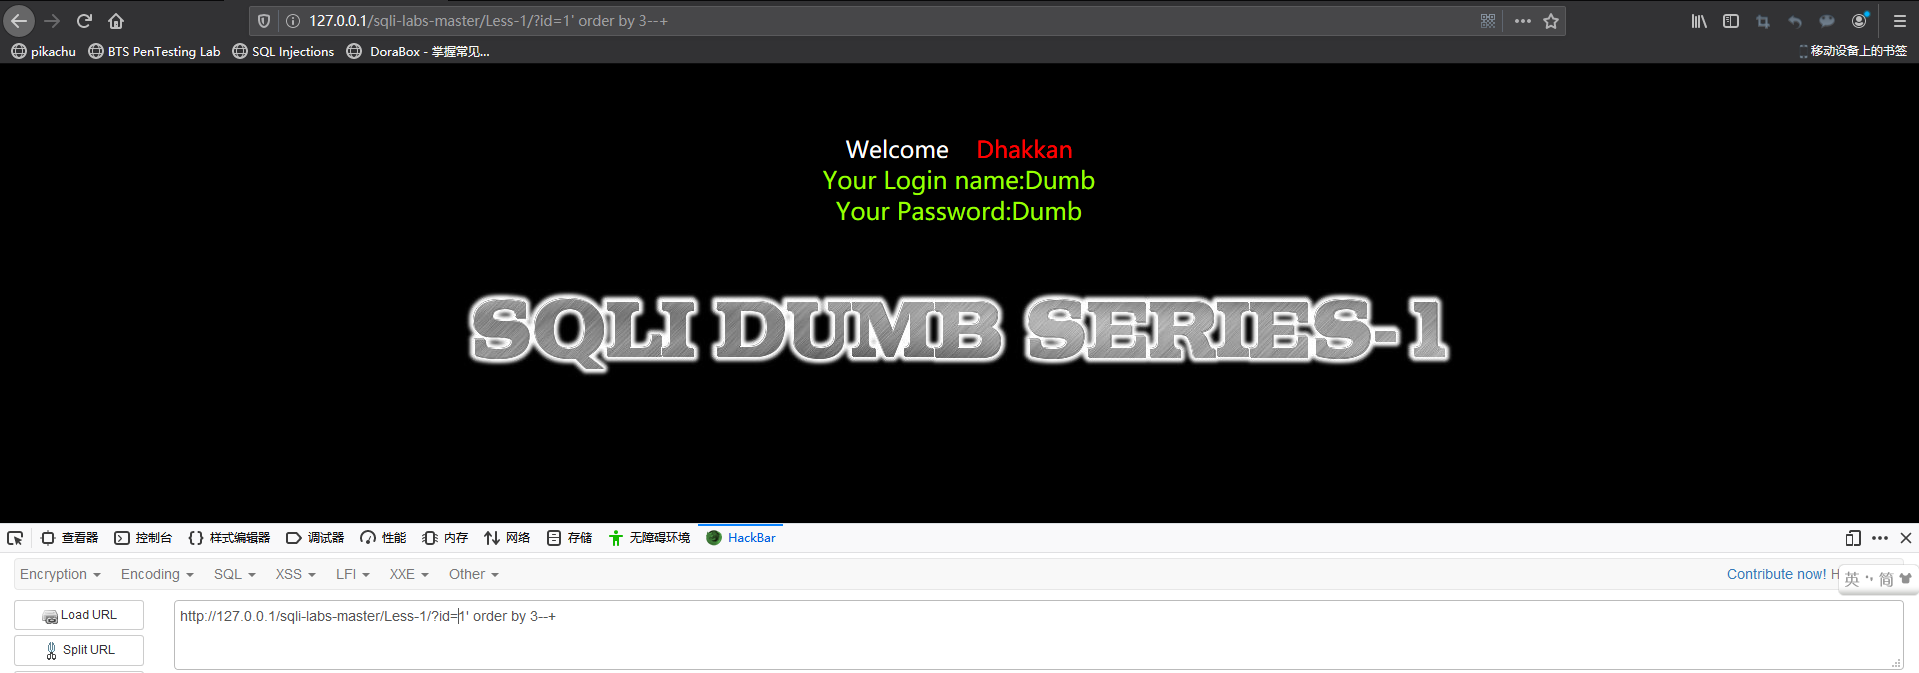 127.0.0.1/sqli-labs-master/Less-1/?id=1' order by 3--+
pikachu BTS PenTesting Lab SQL Injections DoraBox - 掌握常见... 移动设备上的书签
Welcome Dhakkan
Your Login name:Dumb
Your Password:Dumb
SQLI DUMB SERIES-1
查看器 控制台 样式编辑器 调试器 性能 内存 网络 存储 无障碍环境 HackBar
Encryption Encoding SQL XSS LFI XXE Other Contribute now! H
英 简
Load URL http://127.0.0.1/sqli-labs-master/Less-1/?id=1' order by 3--+
Split URL